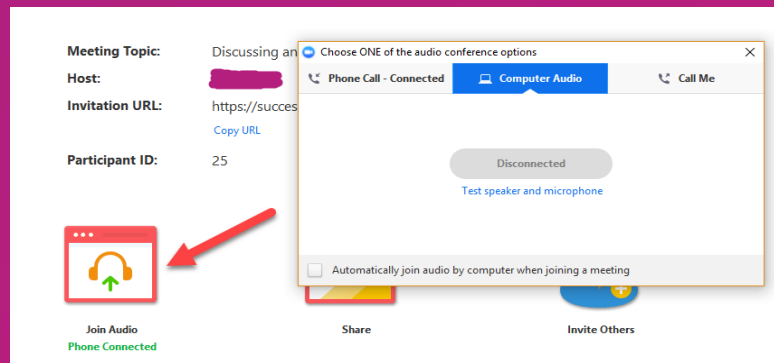 Meeting Topic: Discussing an
Host:
Invitation URL: https://succes
Copy URL
Participant ID: 25
Choose ONE of the audio conference options
Phone Call - Connected Computer Audio Call Me
Disconnected
Test speaker and microphone
Automatically join audio by computer when joining a meeting
Join Audio Share Invite Others
Phone Connected